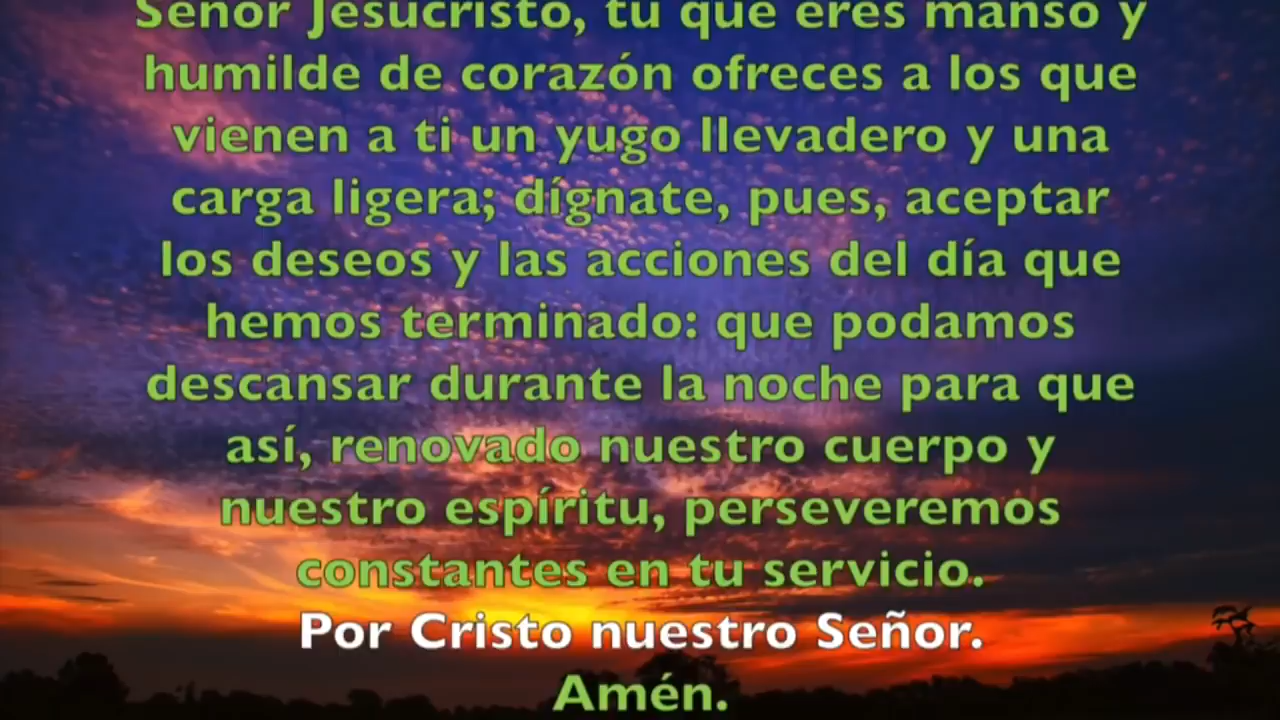 Señor Jesucristo, tú que eres manso y
humilde de corazón ofreces a los que
vienen a ti un yugo llevadero y una
carga ligera; dígnate, pues, aceptar
los deseos y las acciones del día que
hemos terminado: que podamos
descansar durante la noche para que
así, renovado nuestro cuerpo y
nuestro espíritu, perseveremos
constantes en tu servicio.
Por Cristo nuestro Señor.
Amén.